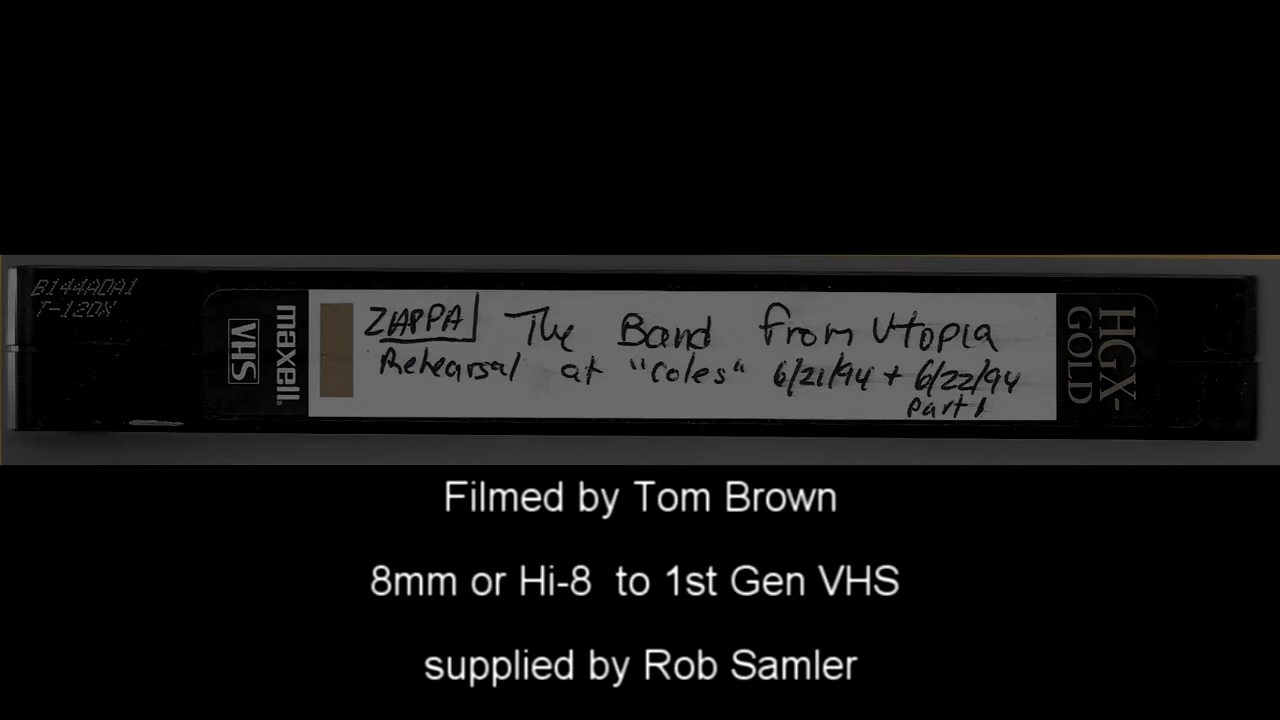 B144ADA1
T-120X
VHS
maxell
ZAPPA The Band From Utopia
Rehearsal at "Coles" 6/21/94 + 6/22/94
Part 1
HGX-
GOLD
Filmed by Tom Brown
8mm or Hi-8 to 1st Gen VHS
supplied by Rob Samler